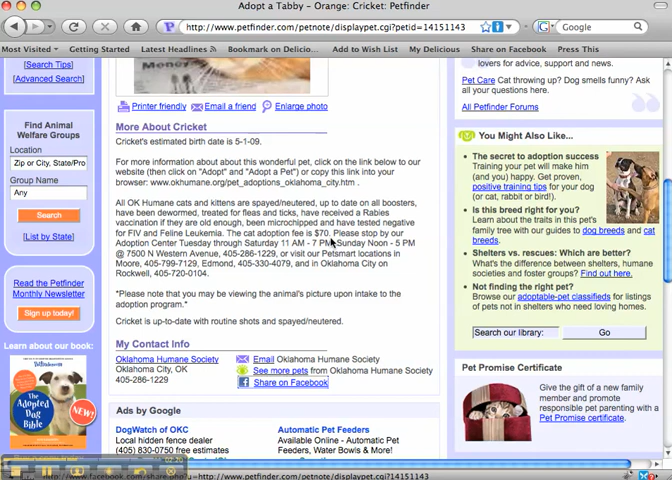 Adopt a Tabby - Orange: Cricket: Petfinder
http://www.petfinder.com/petnote/displaypet.cgi?petid=14151143
Google
Most Visited
Getting Started
Latest Headlines
Bookmark on Delicio...
Add to Wish List
My Delicious
Share on Facebook
Press This
[Search Tips]
[Advanced Search]
Find Animal
Welfare Groups
Location
Zip or City, State/Pro
Group Name
Any
Search
[List by State]
Read the Petfinder
Monthly Newsletter
Sign up today!
Learn about our book:
Petfinder.com
The
Adopted
Dog
Bible
NEW!
Printer friendly
Email a friend
Enlarge photo
More About Cricket
Cricket's estimated birth date is 5-1-09.
For more information about about this wonderful pet, click on the link below to our
website (then click on "Adopt" and "Adopt a Pet") or copy this link into your
browser: www.okhumane.org/pet_adoptions_oklahoma_city.htm .
All OK Humane cats and kittens are spayed/neutered, up to date on all boosters,
have been dewormed, treated for fleas and ticks, have received a Rabies
vaccination if they are old enough, been microchipped and have tested negative
for FIV and Feline Leukemia. The cat adoption fee is $70. Please stop by our
Adoption Center Tuesday through Saturday 11 AM - 7 PM Sunday Noon - 5 PM
@ 7500 N Western Avenue, 405-286-1229, or visit our Petsmart locations in
Moore, 405-799-1129, Edmond, 405-330-4079, and in Oklahoma City on
Rockwell, 405-720-0104.
*Please note that you may be viewing the animal's picture upon intake to the
adoption program.*
Cricket is up-to-date with routine shots and spayed/neutered.
My Contact Info
Oklahoma Humane Society
Oklahoma City, OK
405-286-1229
Email Oklahoma Humane Society
See more pets from Oklahoma Humane Society
Share on Facebook
Ads by Google
DogWatch of OKC
Local hidden fence dealer
(405) 830-0750 free estimates
Automatic Pet Feeders
Available Online - Automatic Pet
Feeders, Water Bowls & More!
lovers for advice, support and news.
Pet Care Cat throwing up? Dog smells funny? Ask
all your questions here.
All Petfinder Forums
You Might Also Like...
The secret to adoption success
Training your pet will make
him (and you) happy. Get
positive training tips for your
dog (or cat, rabbit or bird!).
Is this breed right for you?
Learn about the traits in this
pet with our guides to dog breeds and cat
breeds.
Shelters vs. rescues: Which are better?
What's the difference between shelters,
humane societies and foster groups? Find out here.
Not finding the right pet?
Browse our adoptable-pet classifieds for listings
of pets not in shelters who need loving homes.
Search our library:
Go
Pet Promise Certificate
Give the gift of a new family
member and promote
responsible pet parenting with a
Pet Promise certificate.